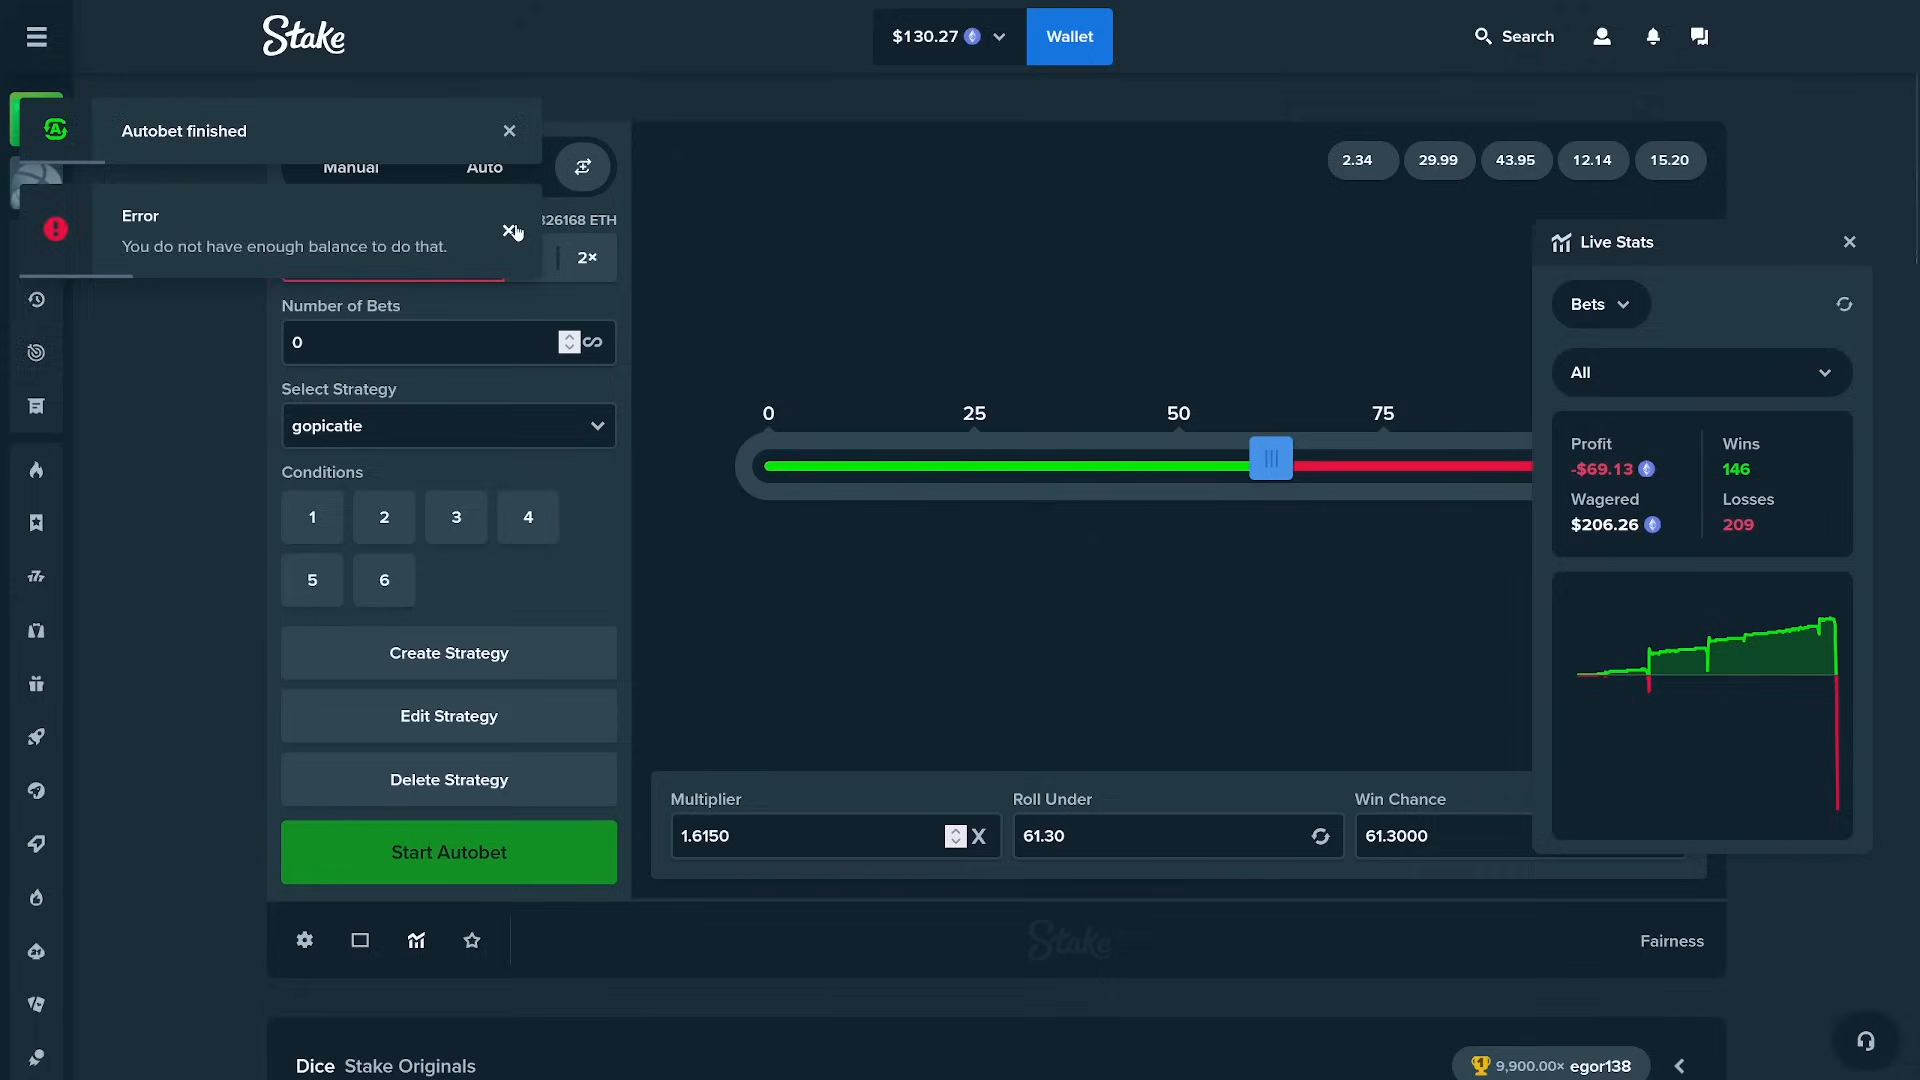 Stake
$130.27
Wallet
Search
Autobet finished
Manual
Auto
2.34
29.99
43.95
12.14
15.20
Error
You do not have enough balance to do that.
326168 ETH
2×
Live Stats
Bets
All
Number of Bets
0
Select Strategy
gopicatie
Conditions
1
2
3
4
5
6
0
25
50
75
Profit
-$69.13
Wins
146
Wagered
$206.26
Losses
209
Create Strategy
Edit Strategy
Delete Strategy
Start Autobet
Multiplier
1.6150
X
Roll Under
61.30
Win Chance
61.3000
Stake
Fairness
Dice Stake Originals
9,900.00× egor138